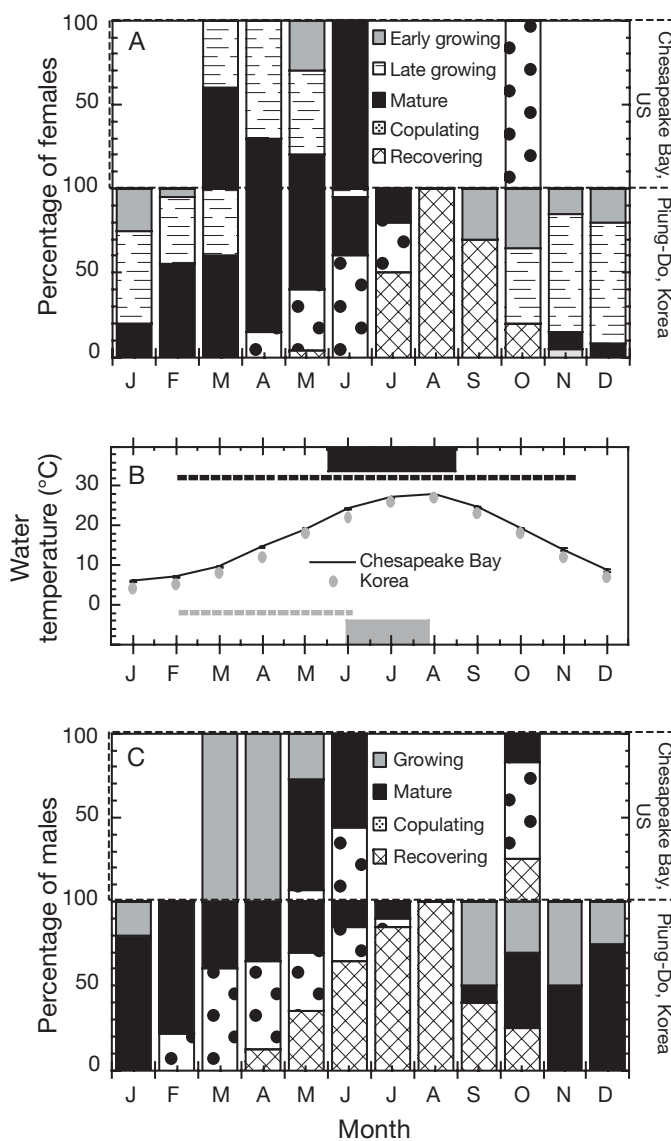 A
Early growing
Late growing
Mature
Copulating
Recovering
100
50
100
50
0
Percentage of females
Chesapeake Bay,
US
Piung-Do, Korea
J F M A M J J A S O N D
B
30
20
10
0
Water
temperature (°C)
Chesapeake Bay
Korea
J F M A M J J A S O N D
C
Growing
Mature
Copulating
Recovering
100
50
100
50
0
Percentage of males
Chesapeake Bay,
US
Piung-Do, Korea
J F M A M J J A S O N D
Month